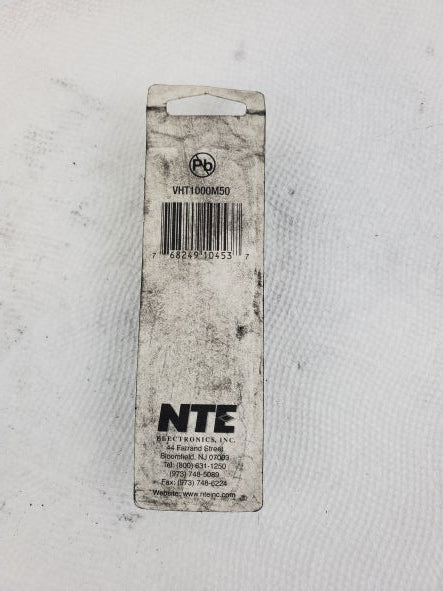 Pb
VHT1000M50
7 68249 10453 7
NTE
ELECTRONICS, INC.
44 Farrand Street
Bloomfield, NJ 07003
Tel: (800) 631-1250
(973) 748-5089
Fax: (973) 748-6224
Website: www.nteinc.com